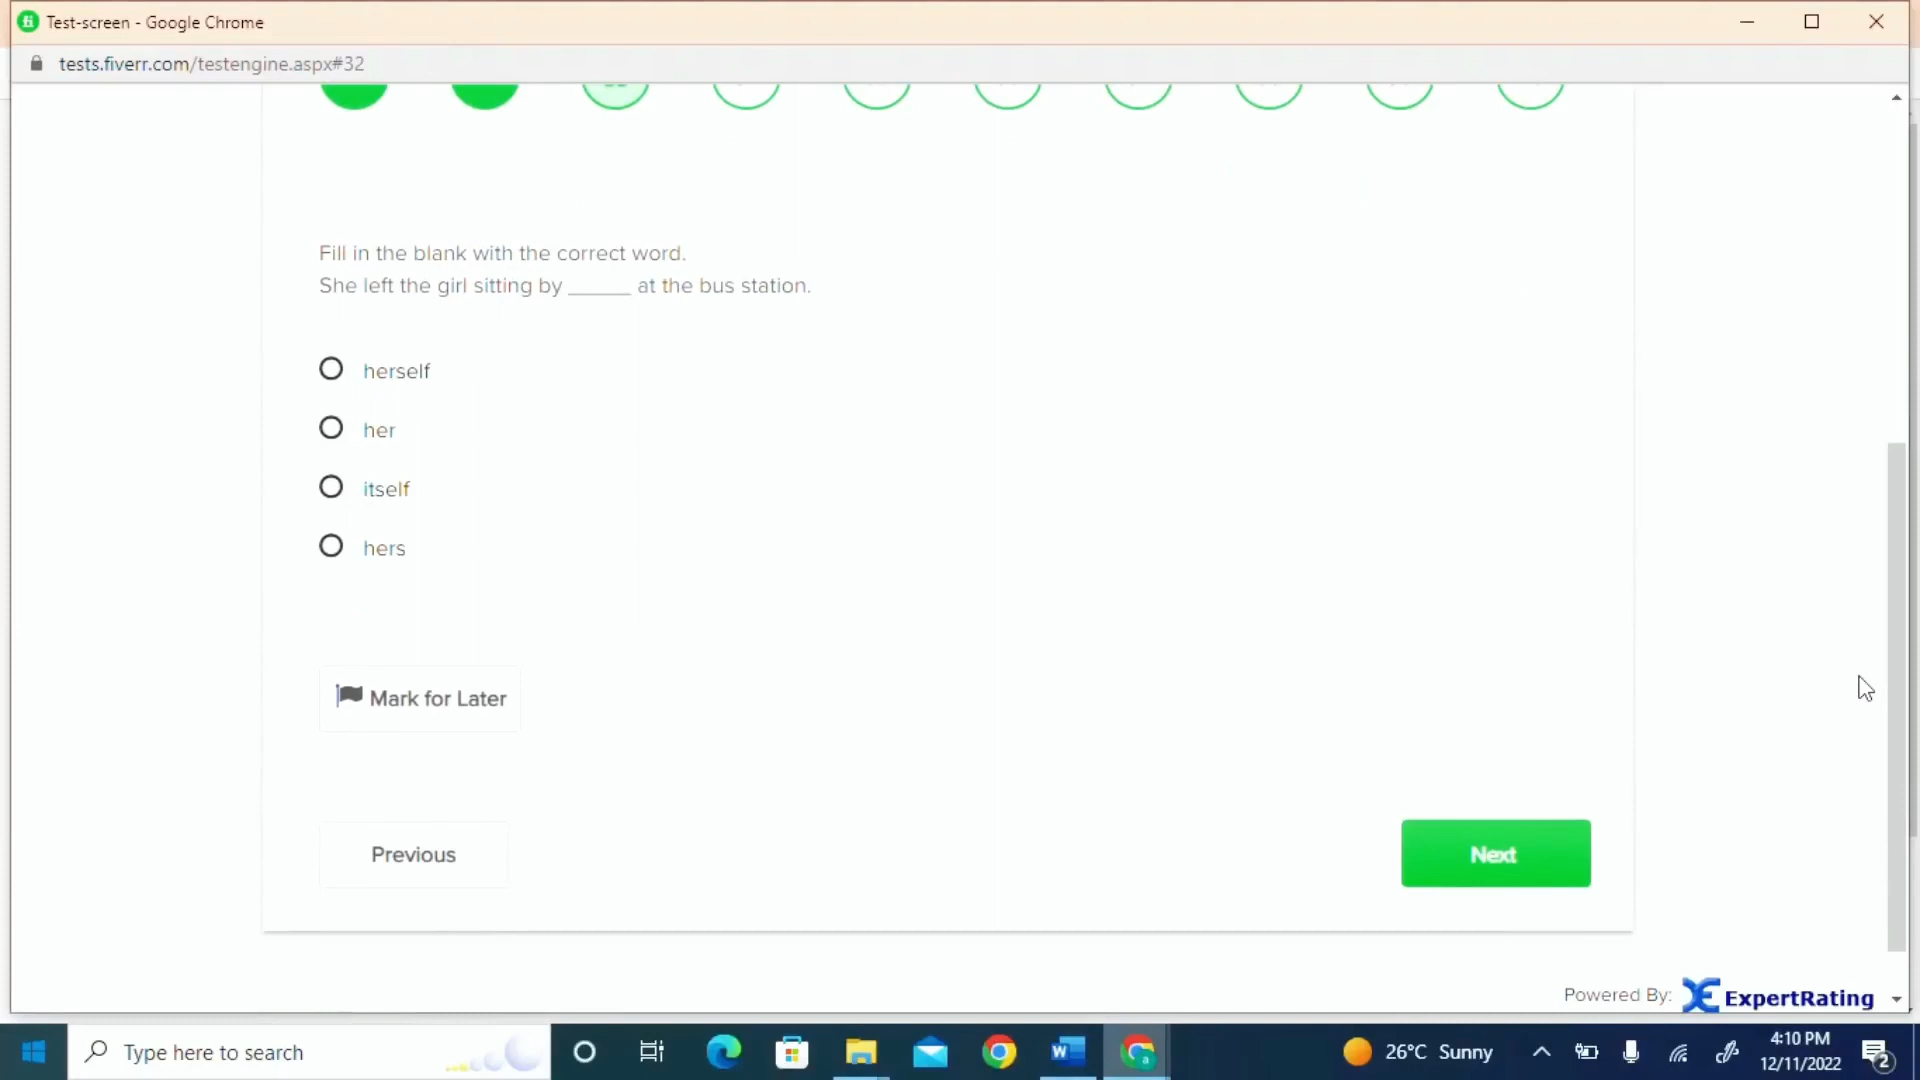 Test-screen - Google Chrome
tests.fiverr.com/testengine.aspx#32
Fill in the blank with the correct word.
She left the girl sitting by ______ at the bus station.
herself
her
itself
hers
Mark for Later
Previous
Next
Powered By: ExpertRating
Type here to search
26°C Sunny
4:10 PM
12/11/2022
2